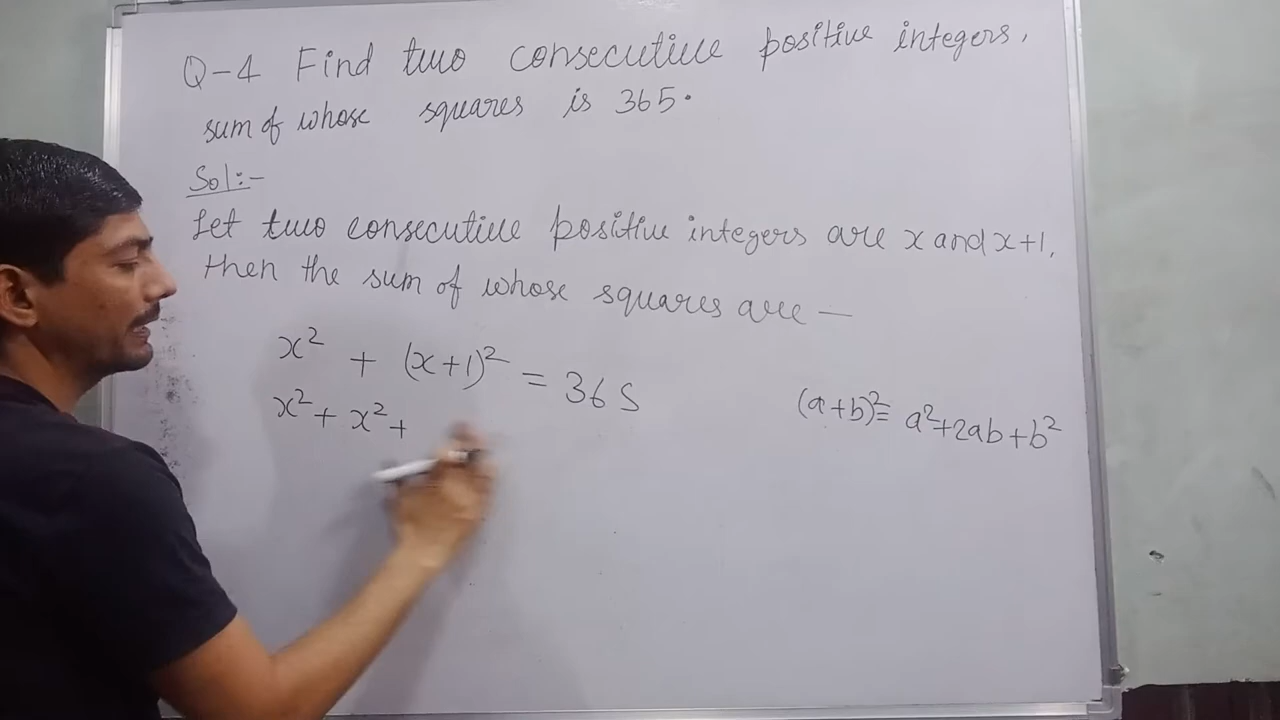 Q-4 Find two consecutive positive integers,
sum of whose squares is 365.
Sol:-
Let two consecutive positive integers are x and x+1,
then the sum of whose squares are —
x² + (x+1)² = 365
x² + x² +
(a+b)² = a²+2ab+b²